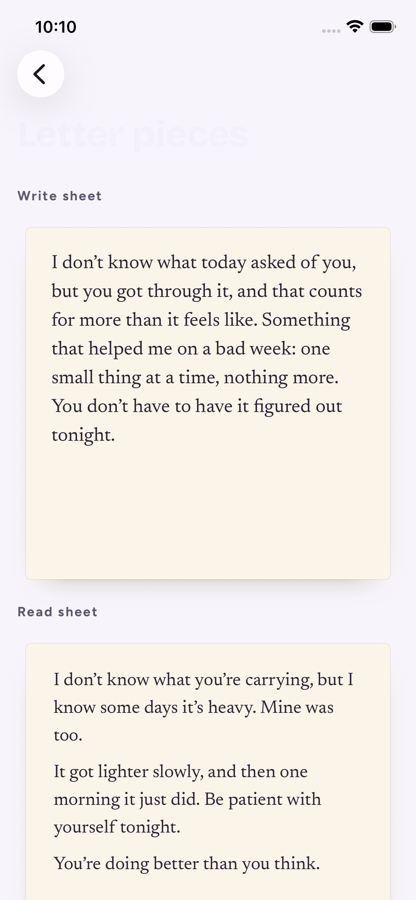 10:10
Letter pieces
Write sheet
I don’t know what today asked of you,
but you got through it, and that counts
for more than it feels like. Something
that helped me on a bad week: one
small thing at a time, nothing more.
You don’t have to have it figured out
tonight.
Read sheet
I don’t know what you’re carrying, but I
know some days it’s heavy. Mine was
too.
It got lighter slowly, and then one
morning it just did. Be patient with
yourself tonight.
You’re doing better than you think.